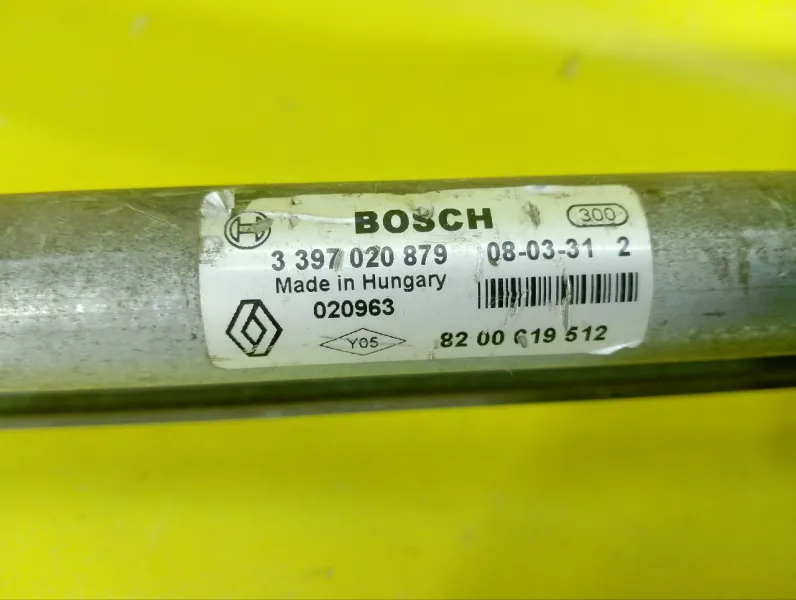 BOSCH 300
3 397 020 879 08-03-31 2
Made in Hungary
020963
Y05 82 00 619 512